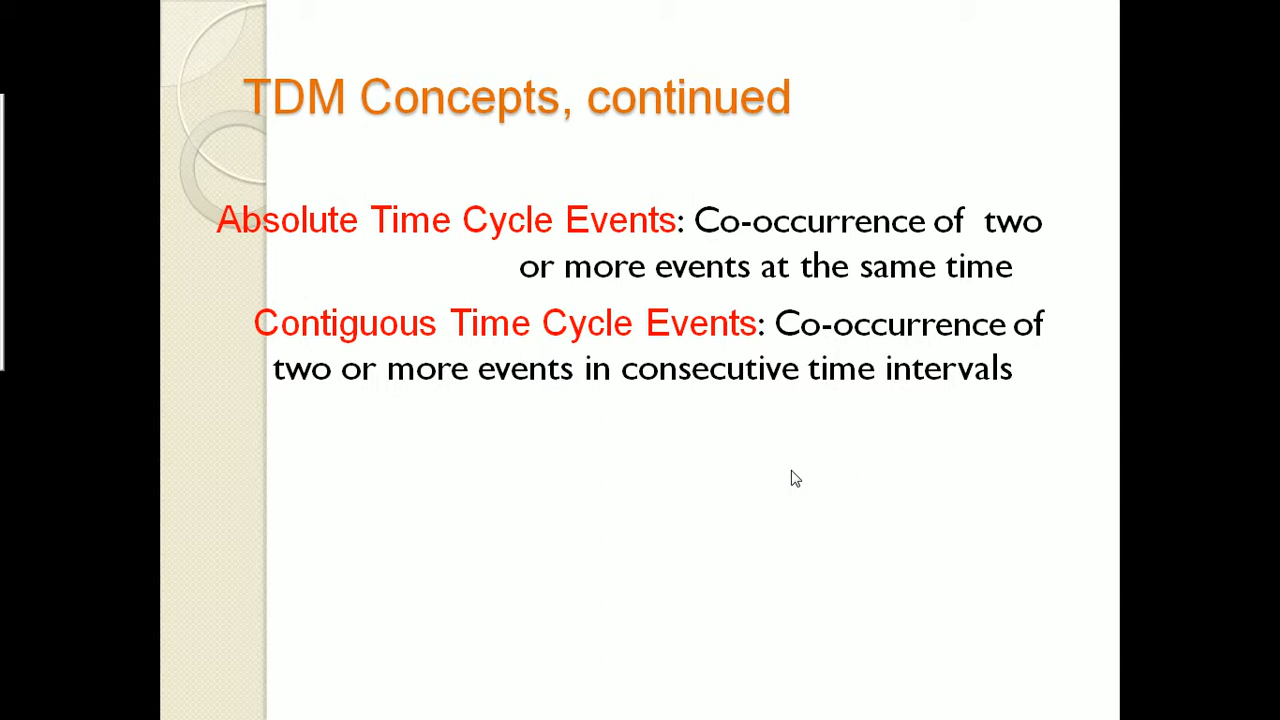 TDM Concepts, continued
Absolute Time Cycle Events: Co-occurrence of two
or more events at the same time
Contiguous Time Cycle Events: Co-occurrence of
two or more events in consecutive time intervals